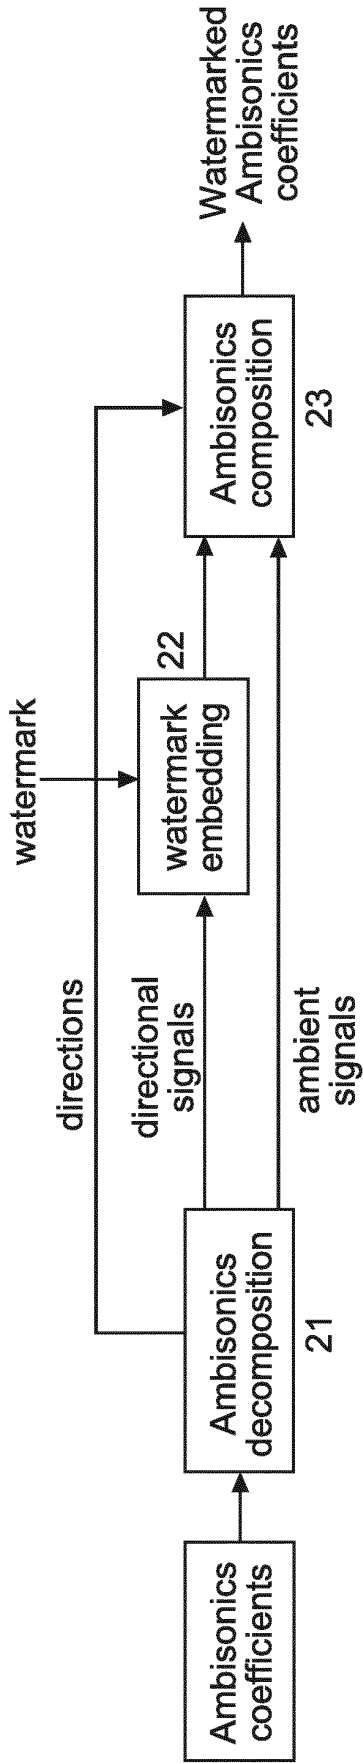 watermark
directions
Ambisonics
coefficients
Ambisonics
decomposition
21
directional
signals
ambient
signals
watermark
embedding
22
Ambisonics
composition
23
Watermarked
Ambisonics
coefficients